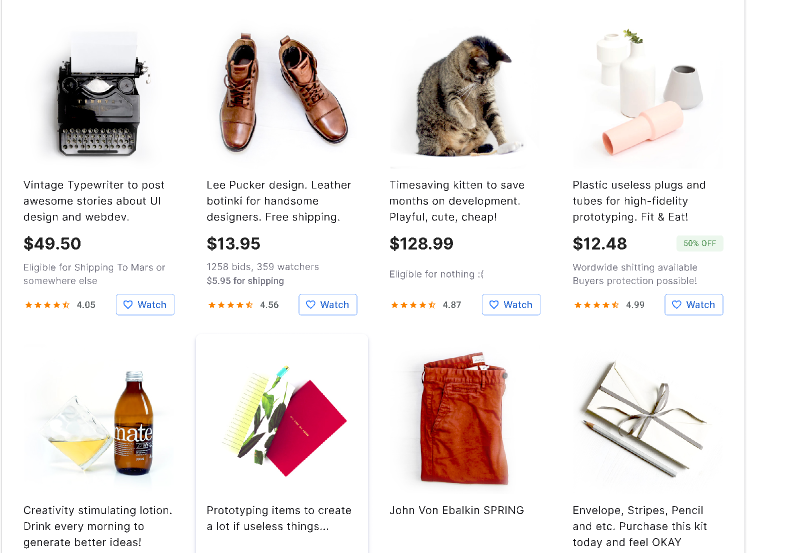 Vintage Typewriter to post
awesome stories about UI
design and webdev.
$49.50
Eligible for Shipping To Mars or
somewhere else
4.05
Watch
Lee Pucker design. Leather
botinki for handsome
designers. Free shipping.
$13.95
1258 bids, 359 watchers
$5.95 for shipping
4.56
Watch
Timesaving kitten to save
months on development.
Playful, cute, cheap!
$128.99
Eligible for nothing :(
4.87
Watch
Plastic useless plugs and
tubes for high-fidelity
prototyping. Fit & Eat!
$12.48
50% OFF
Wordwide shitting available
Buyers protection possible!
4.99
Watch
mate
Creativity stimulating lotion.
Drink every morning to
generate better ideas!
Prototyping items to create
a lot if useless things...
John Von Ebalkin SPRING
Envelope, Stripes, Pencil
and etc. Purchase this kit
today and feel OKAY